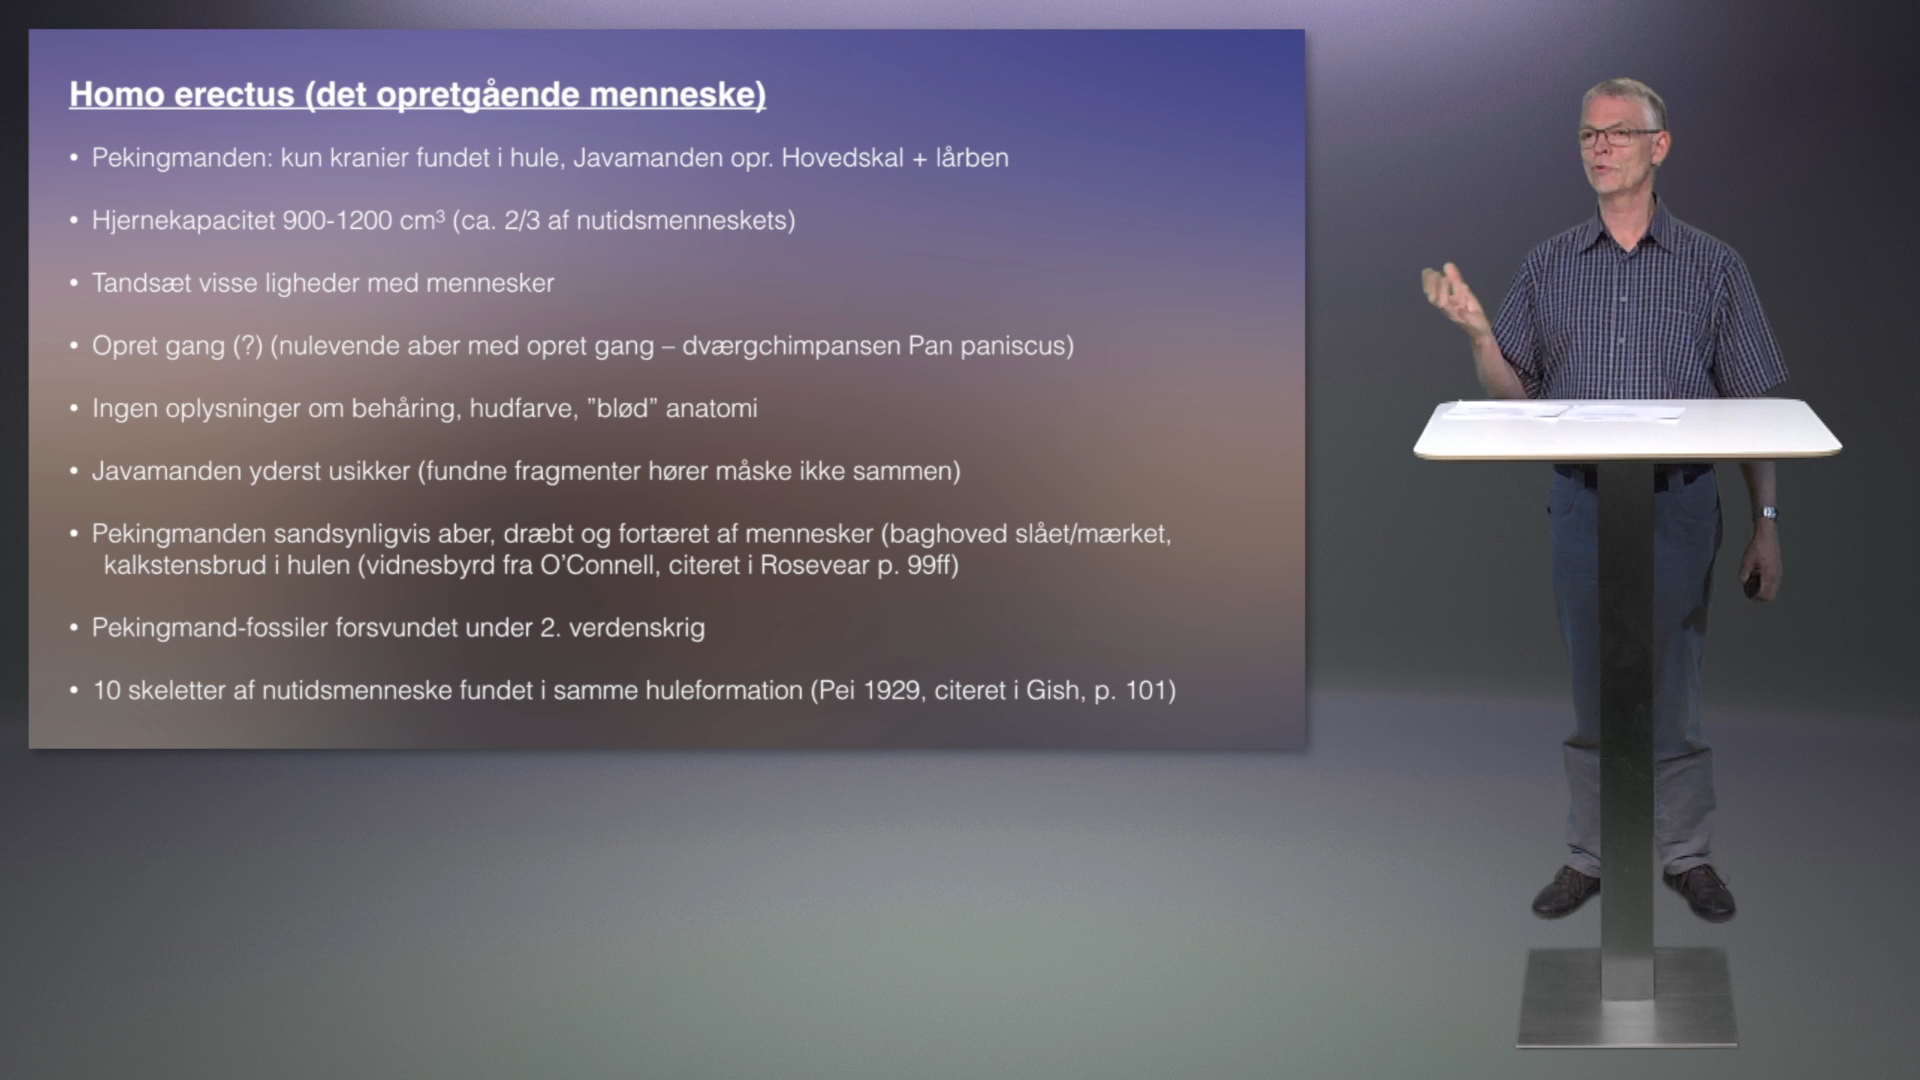 Homo erectus (det opretgående menneske)
• Pekingmanden: kun kranier fundet i hule, Javamanden opr. Hovedskal + lårben
• Hjernekapacitet 900-1200 cm³ (ca. 2/3 af nutidsmenneskets)
• Tandsæt visse ligheder med mennesker
• Opret gang (?) (nulevende aber med opret gang – dværgchimpansen Pan paniscus)
• Ingen oplysninger om behåring, hudfarve, ”blød” anatomi
• Javamanden yderst usikker (fundne fragmenter hører måske ikke sammen)
• Pekingmanden sandsynligvis aber, dræbt og fortæret af mennesker (baghoved slået/mærket,
kalkstensbrud i hulen (vidnesbyrd fra O’Connell, citeret i Rosevear p. 99ff)
• Pekingmand-fossiler forsvundet under 2. verdenskrig
• 10 skeletter af nutidsmenneske fundet i samme huleformation (Pei 1929, citeret i Gish, p. 101)